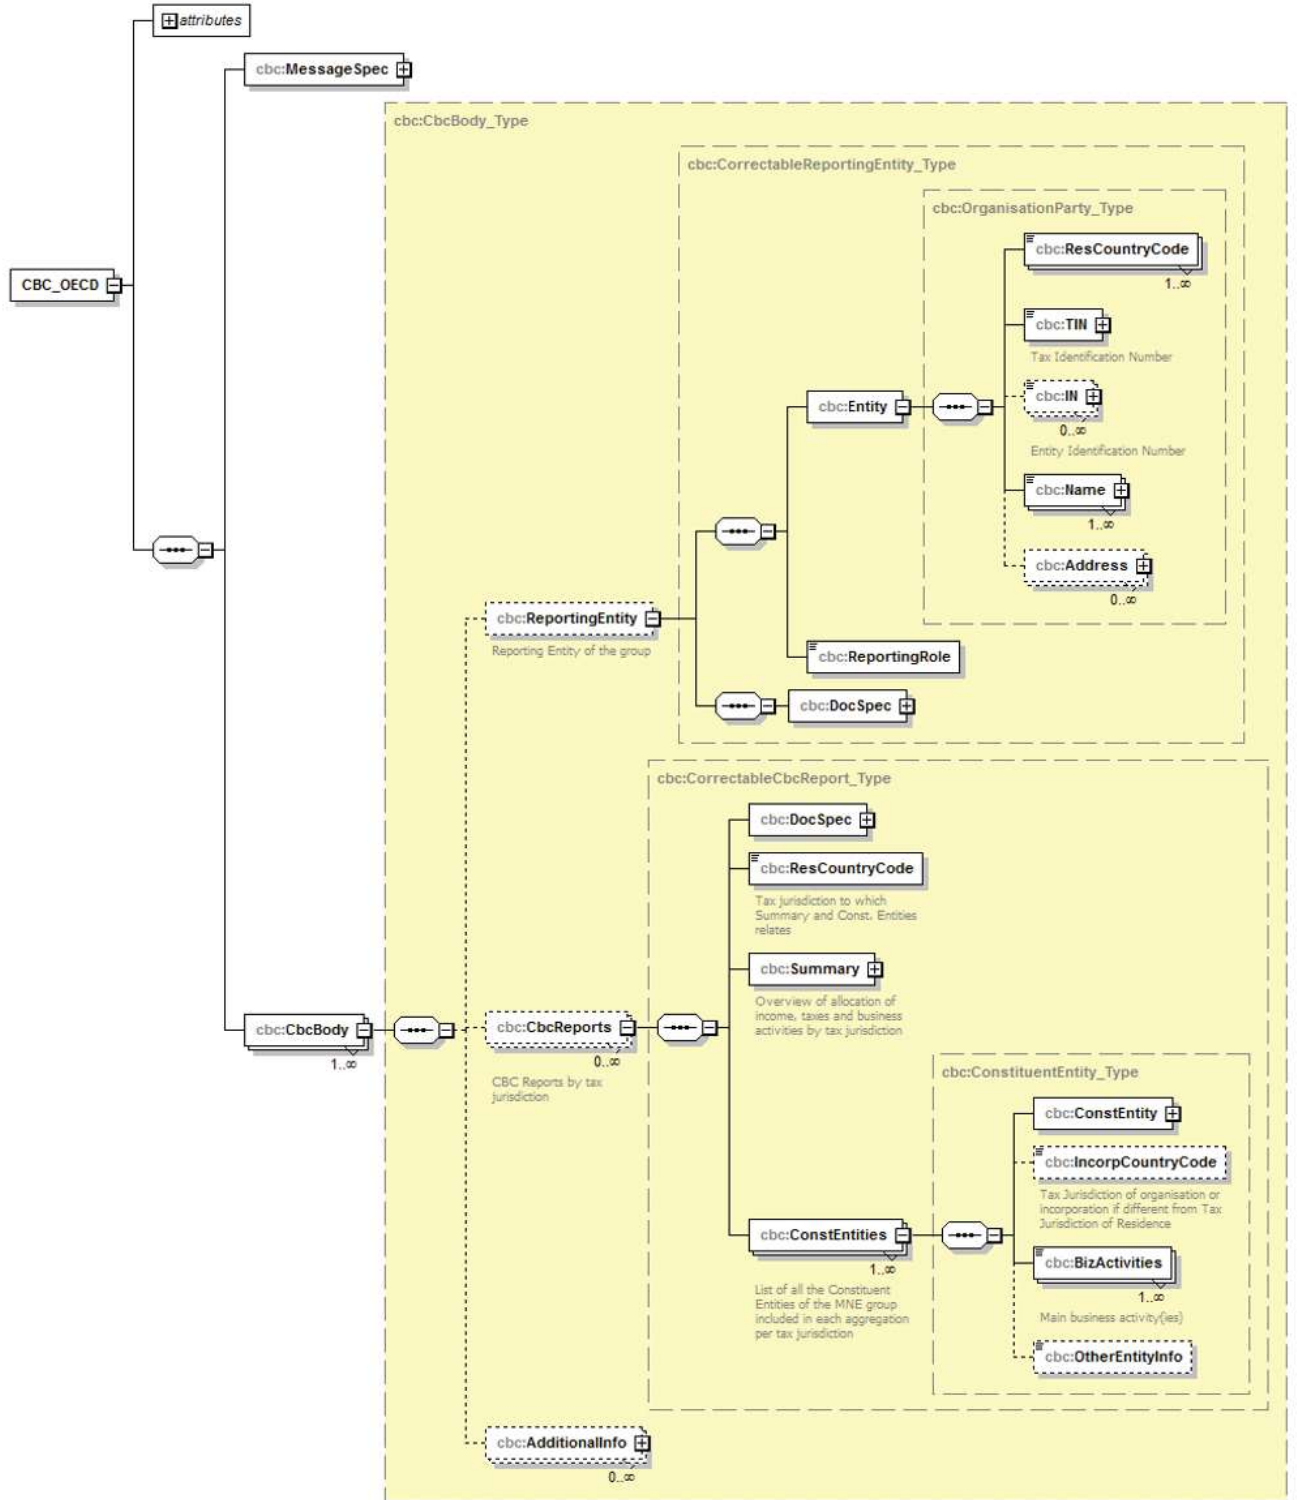 attributes
cbc:MessageSpec
cbc:CbcBody_Type
cbc:CorrectableReportingEntity_Type
cbc:OrganisationParty_Type
cbc:ResCountryCode
1..∞
CBC_OECD
cbc:TIN
Tax Identification Number
cbc:IN
0..∞
Entity Identification Number
cbc:Entity
cbc:Name
1..∞
cbc:Address
0..∞
cbc:ReportingEntity
Reporting Entity of the group
cbc:ReportingRole
cbc:DocSpec
cbc:CorrectableCbcReport_Type
cbc:DocSpec
cbc:ResCountryCode
Tax jurisdiction to which
Summary and Const. Entities
relates
cbc:Summary
Overview of allocation of
income, taxes and business
activities by tax jurisdiction
cbc:CbcBody
1..∞
cbc:CbcReports
0..∞
CBC Reports by tax
jurisdiction
cbc:ConstituentEntity_Type
cbc:ConstEntity
cbc:IncorpCountryCode
Tax Jurisdiction of organisation or
incorporation if different from Tax
Jurisdiction of Residence
cbc:ConstEntities
1..∞
List of all the Constituent
Entities of the MNE group
included in each aggregation
per tax jurisdiction
cbc:BizActivities
1..∞
Main business activity(ies)
cbc:OtherEntityInfo
cbc:AdditionalInfo
0..∞